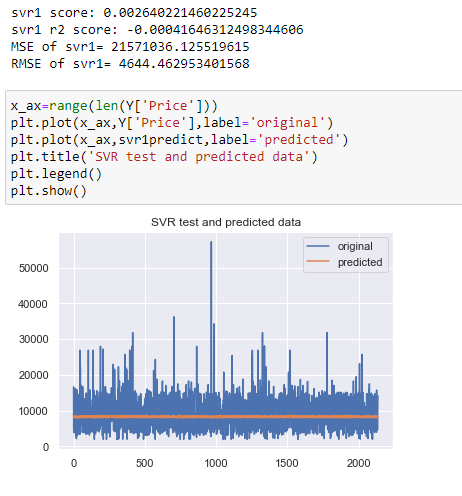 svr1 score: 0.002640221460225245
svr1 r2 score: -0.00041646312498344606
MSE of svr1= 21571036.125519615
RMSE of svr1= 4644.462953401568
x_ax=range(len(Y['Price']))
plt.plot(x_ax,Y['Price'],label='original')
plt.plot(x_ax,svr1predict,label='predicted')
plt.title('SVR test and predicted data')
plt.legend()
plt.show()
SVR test and predicted data
original
predicted
50000
40000
30000
20000
10000
0
0 500 1000 1500 2000